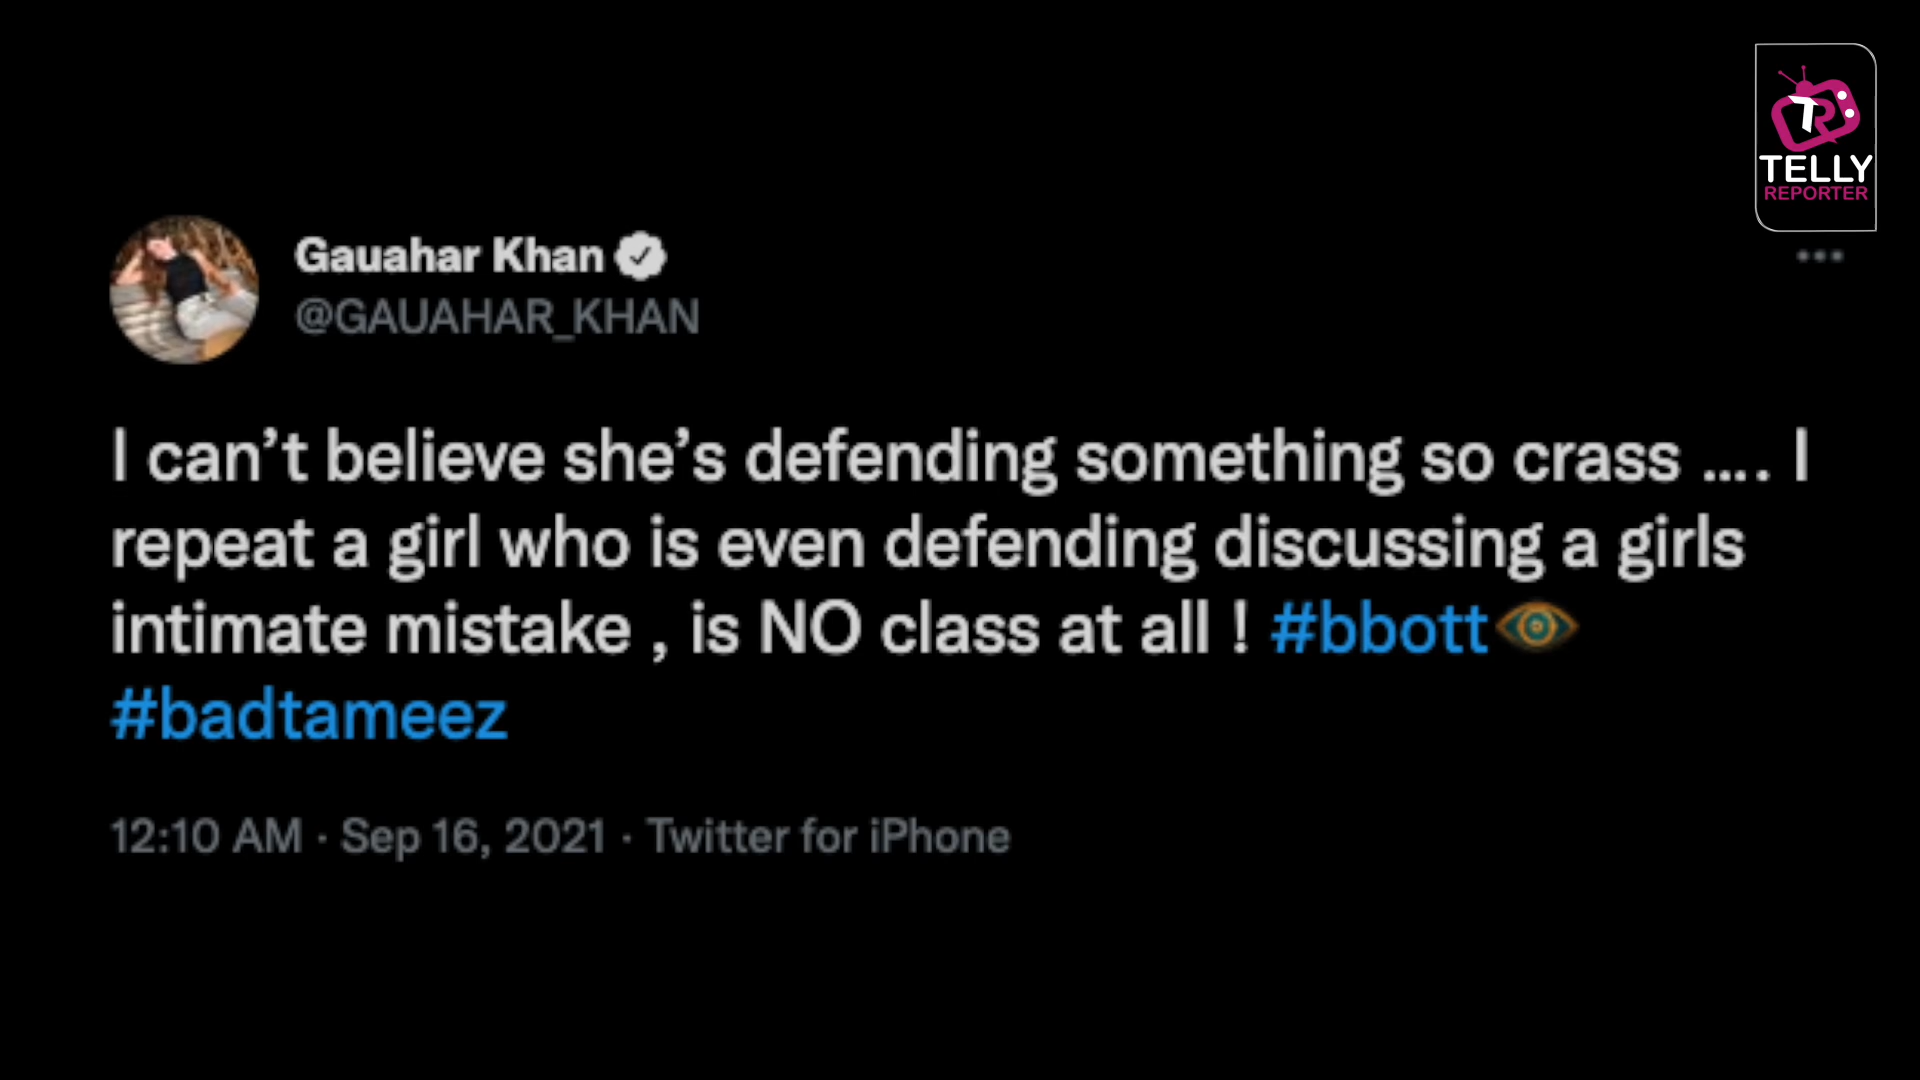 TR
TELLY
REPORTER
Gauahar Khan
@GAUAHAR_KHAN
I can’t believe she’s defending something so crass .... I
repeat a girl who is even defending discussing a girls
intimate mistake , is NO class at all ! #bbott
#badtameez
12:10 AM · Sep 16, 2021 · Twitter for iPhone